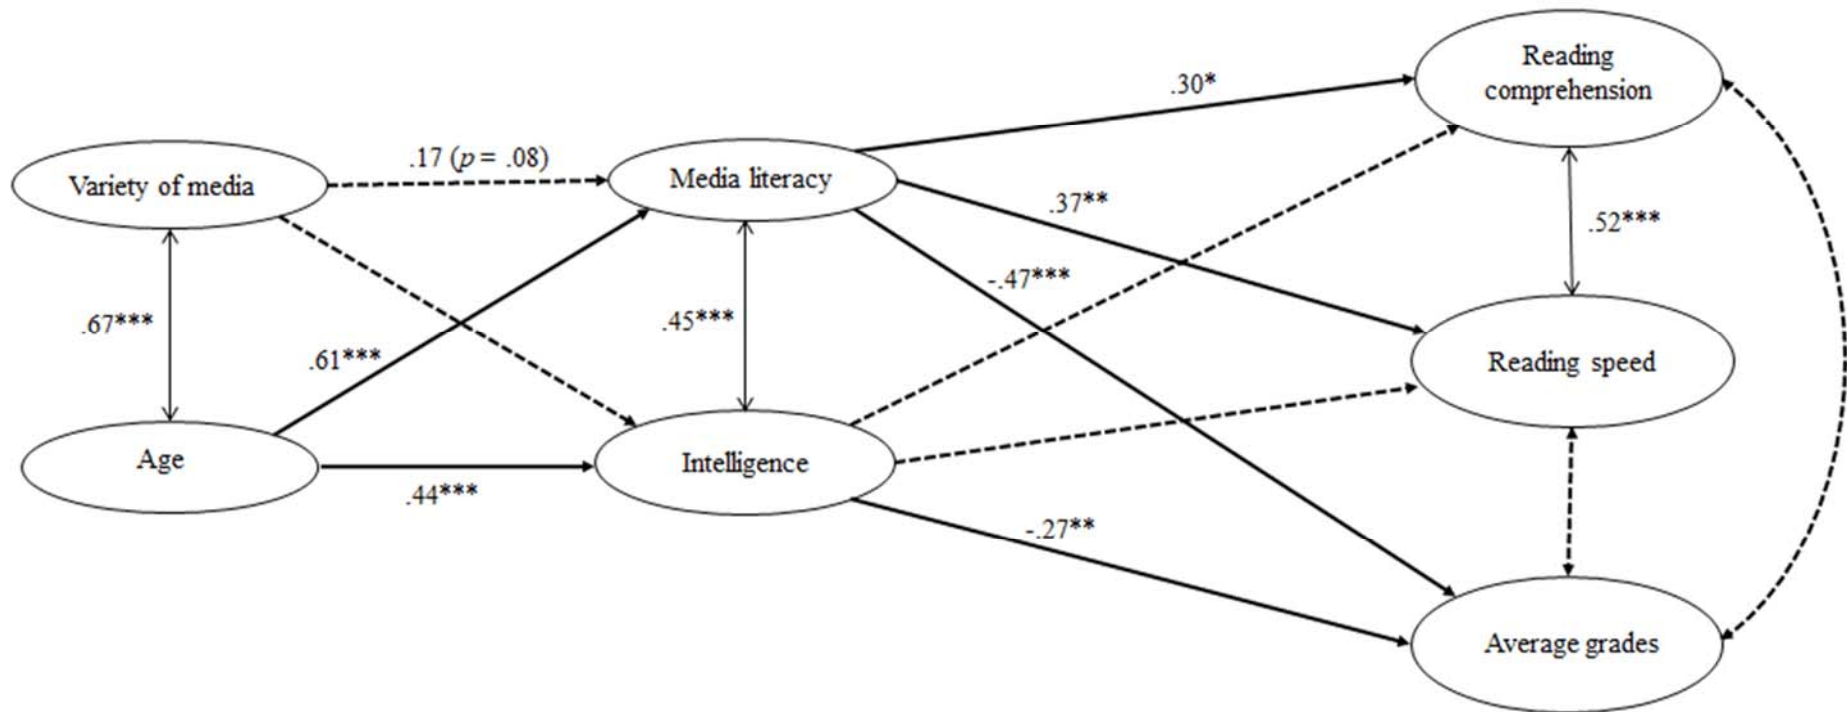 Reading
comprehension
.30*
.17 (p = .08)
Variety of media
Media literacy
.37**
.52***
-.47***
.67***
.45***
.61***
Reading speed
Age
Intelligence
.44***
-.27**
Average grades